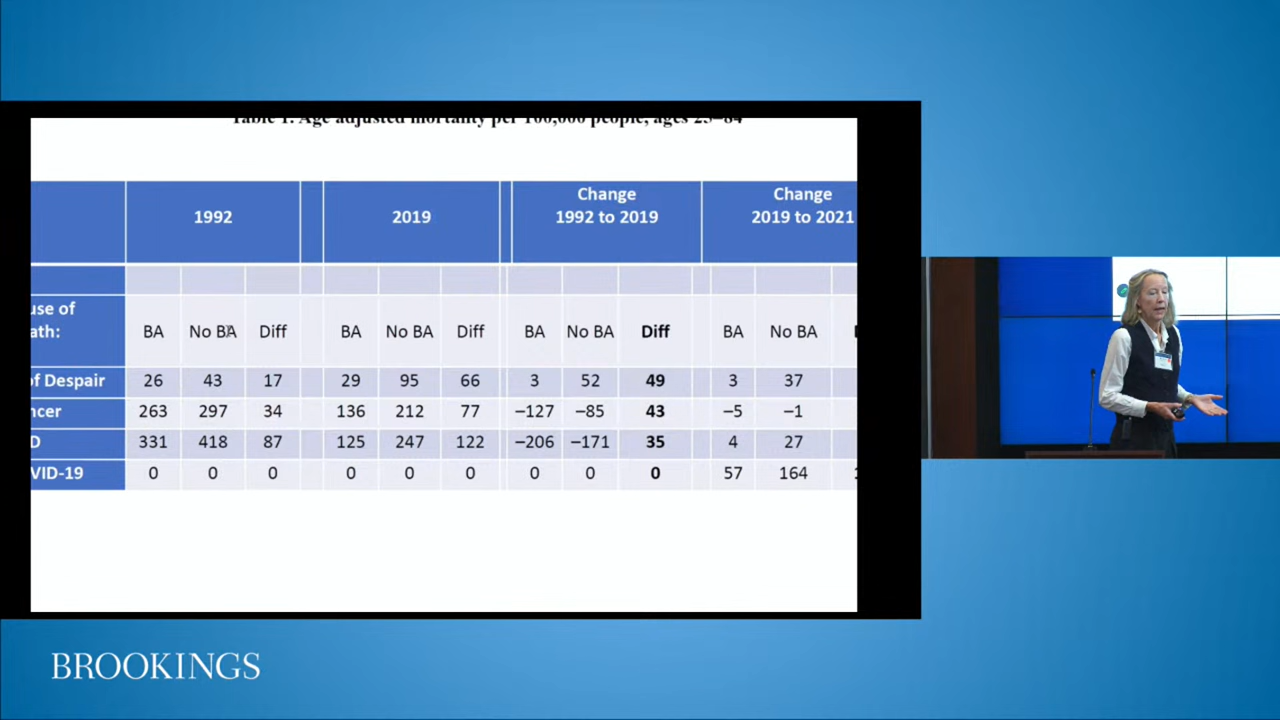 Table 1. Age adjusted mortality per 100,000 people, ages 25–84
1992 2019 Change 1992 to 2019 Change 2019 to 2021
use of
ath: BA No BA Diff BA No BA Diff BA No BA Diff BA No BA
of Despair 26 43 17 29 95 66 3 52 49 3 37
ncer 263 297 34 136 212 77 –127 –85 43 –5 –1
D 331 418 87 125 247 122 –206 –171 35 4 27
VID-19 0 0 0 0 0 0 0 0 0 57 164
BROOKINGS